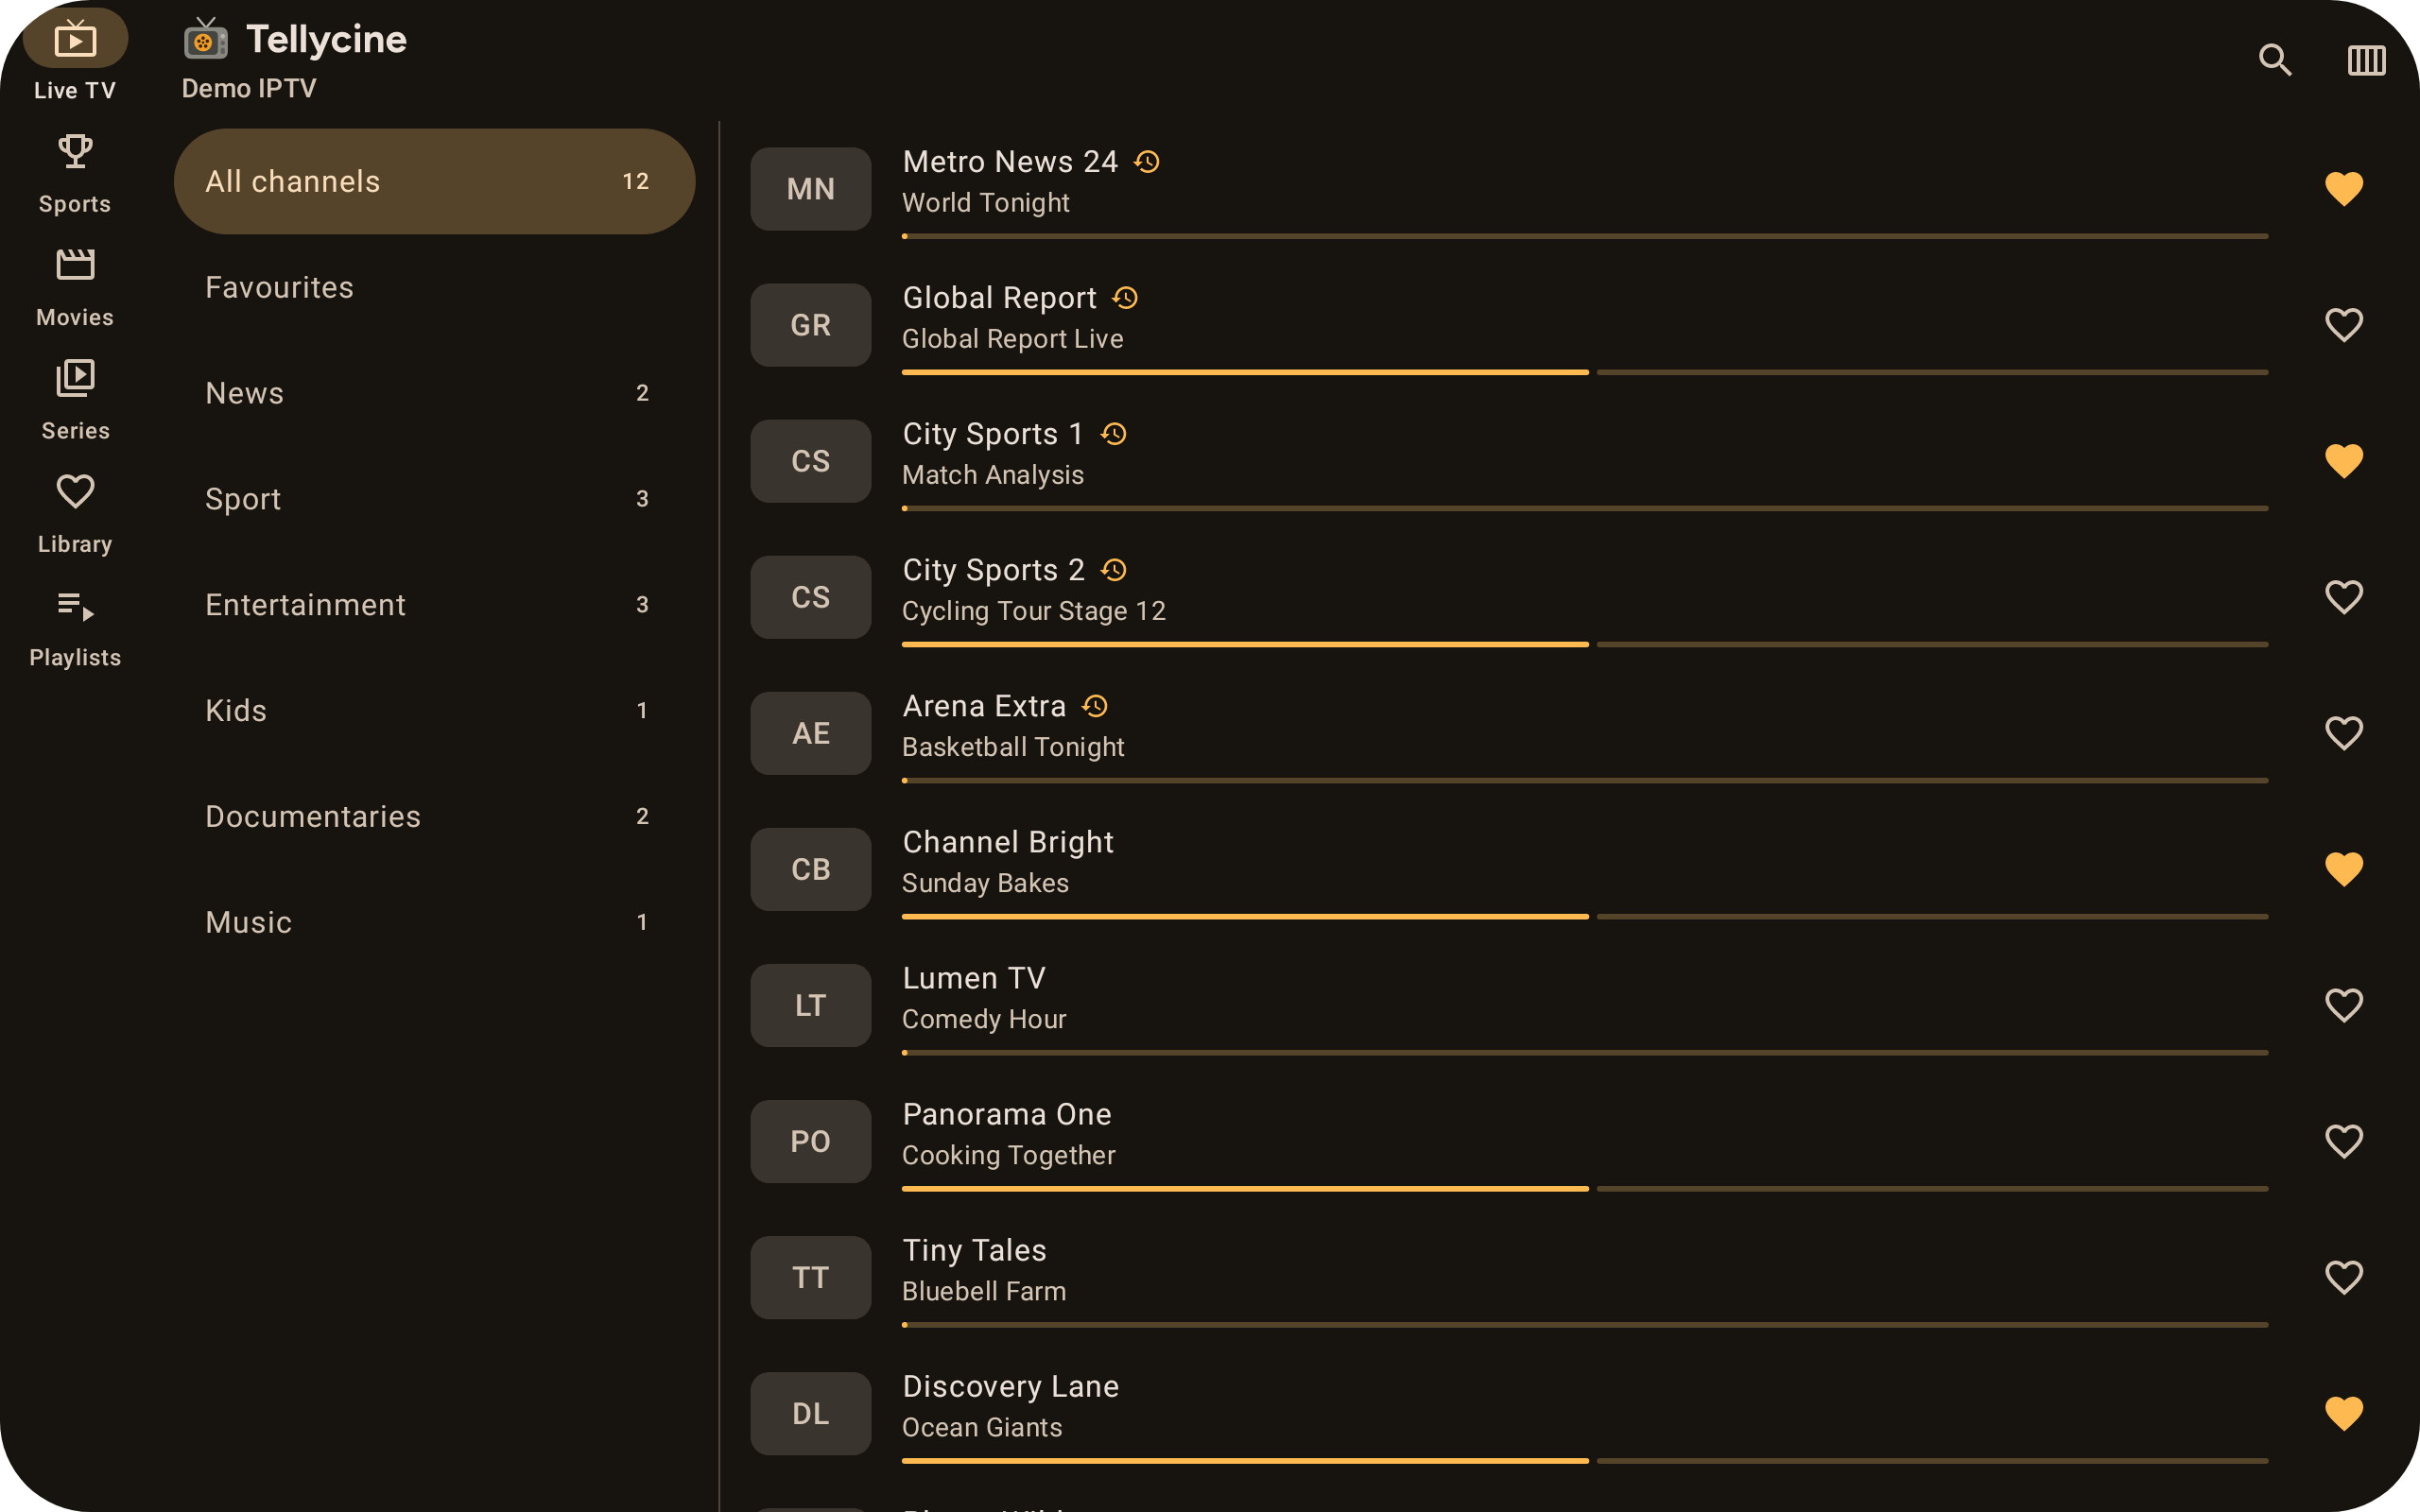 Live TV
Sports
Movies
Series
Library
Playlists
Tellycine
Demo IPTV
All channels 12
Favourites
News 2
Sport 3
Entertainment 3
Kids 1
Documentaries 2
Music 1
MN
Metro News 24
World Tonight
GR
Global Report
Global Report Live
CS
City Sports 1
Match Analysis
CS
City Sports 2
Cycling Tour Stage 12
AE
Arena Extra
Basketball Tonight
CB
Channel Bright
Sunday Bakes
LT
Lumen TV
Comedy Hour
PO
Panorama One
Cooking Together
TT
Tiny Tales
Bluebell Farm
DL
Discovery Lane
Ocean Giants